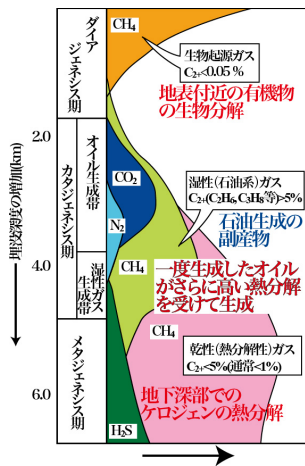 埋没深度の増加(km)
2.0
4.0
6.0
ダイア
ジェネシス期
カタジェネシス期
オイル生成帯
湿性ガス
生成帯
メタジェネシス期
CH₄
生物起源ガス
C₂₊<0.05％
地表付近の有機物
の生物分解
CO₂
N₂
湿性(石油系)ガス
C₂₊(C₂H₆, C₃H₈等)>5％
石油生成の
副産物
CH₄
一度生成したオイル
がさらに高い熱分解
を受けて生成
CH₄
乾性(熱分解性)ガス
C₂₊<5％(通常<1％)
地下深部での
ケロジェンの熱分解
H₂S